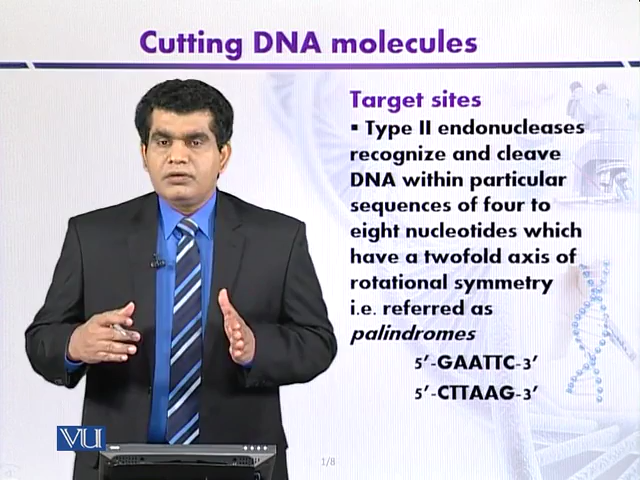 Cutting DNA molecules
Target sites
▪ Type II endonucleases
recognize and cleave
DNA within particular
sequences of four to
eight nucleotides which
have a twofold axis of
rotational symmetry
i.e. referred as
palindromes
5’-GAATTC-3’
5’-CTTAAG-3’
VU
1/8